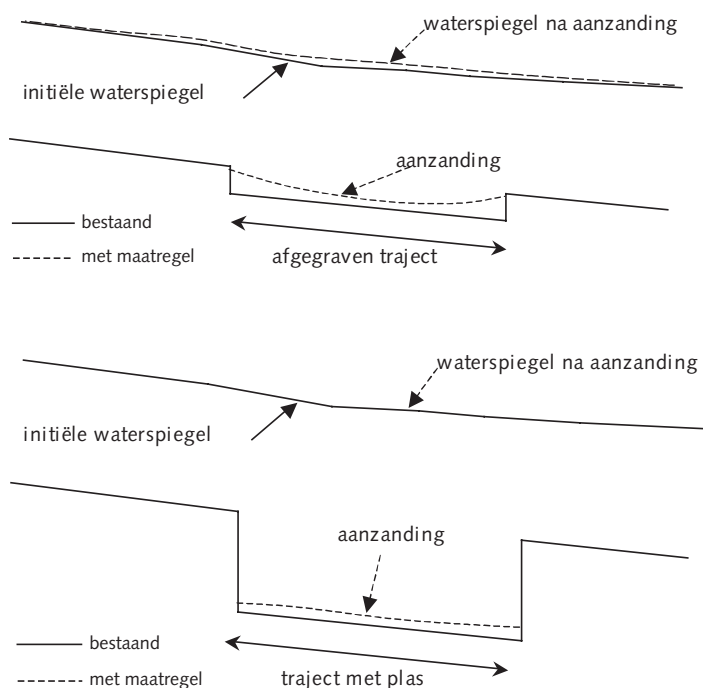 waterspiegel na aanzanding
initiële waterspiegel
aanzanding
bestaand
met maatregel
afgegraven traject
waterspiegel na aanzanding
initiële waterspiegel
aanzanding
bestaand
met maatregel
traject met plas